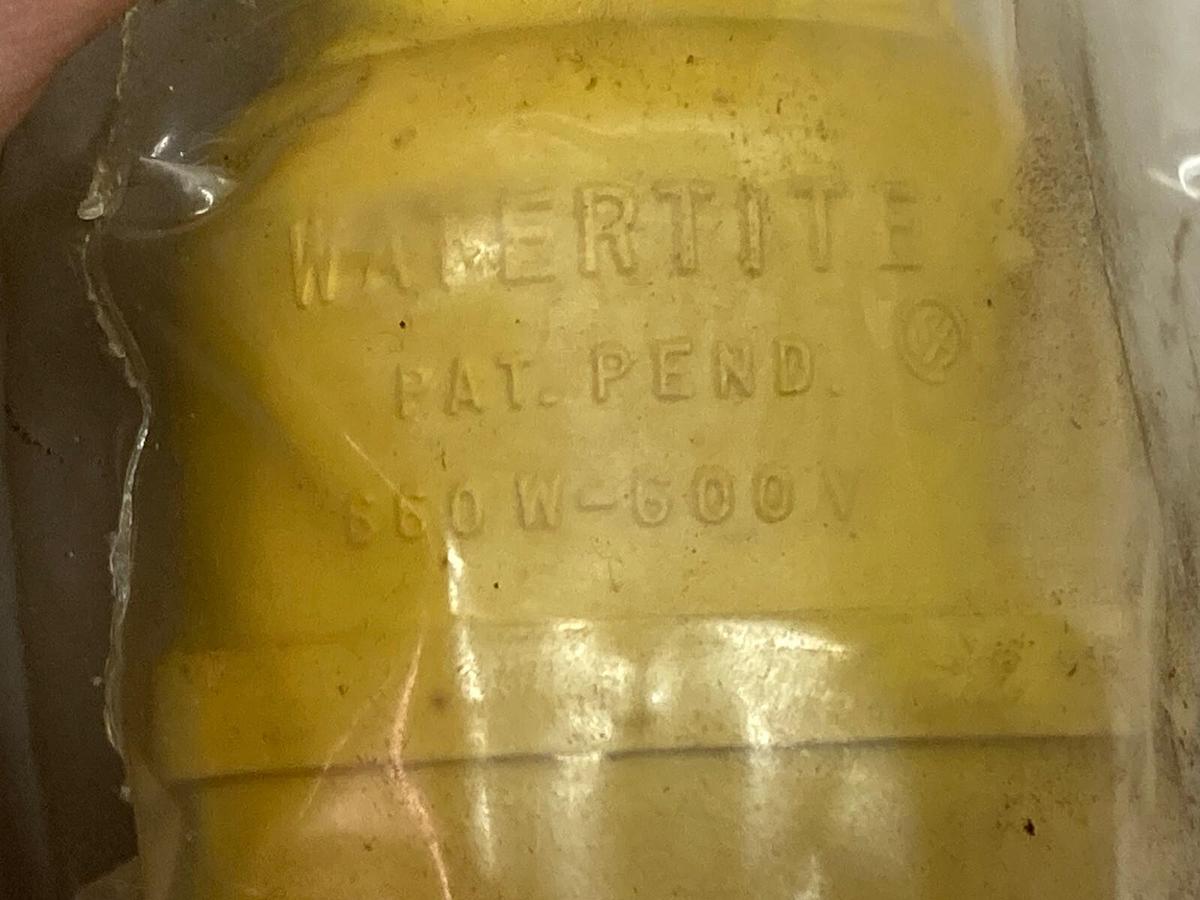 WATERTITE
PAT. PEND.
660W-600V